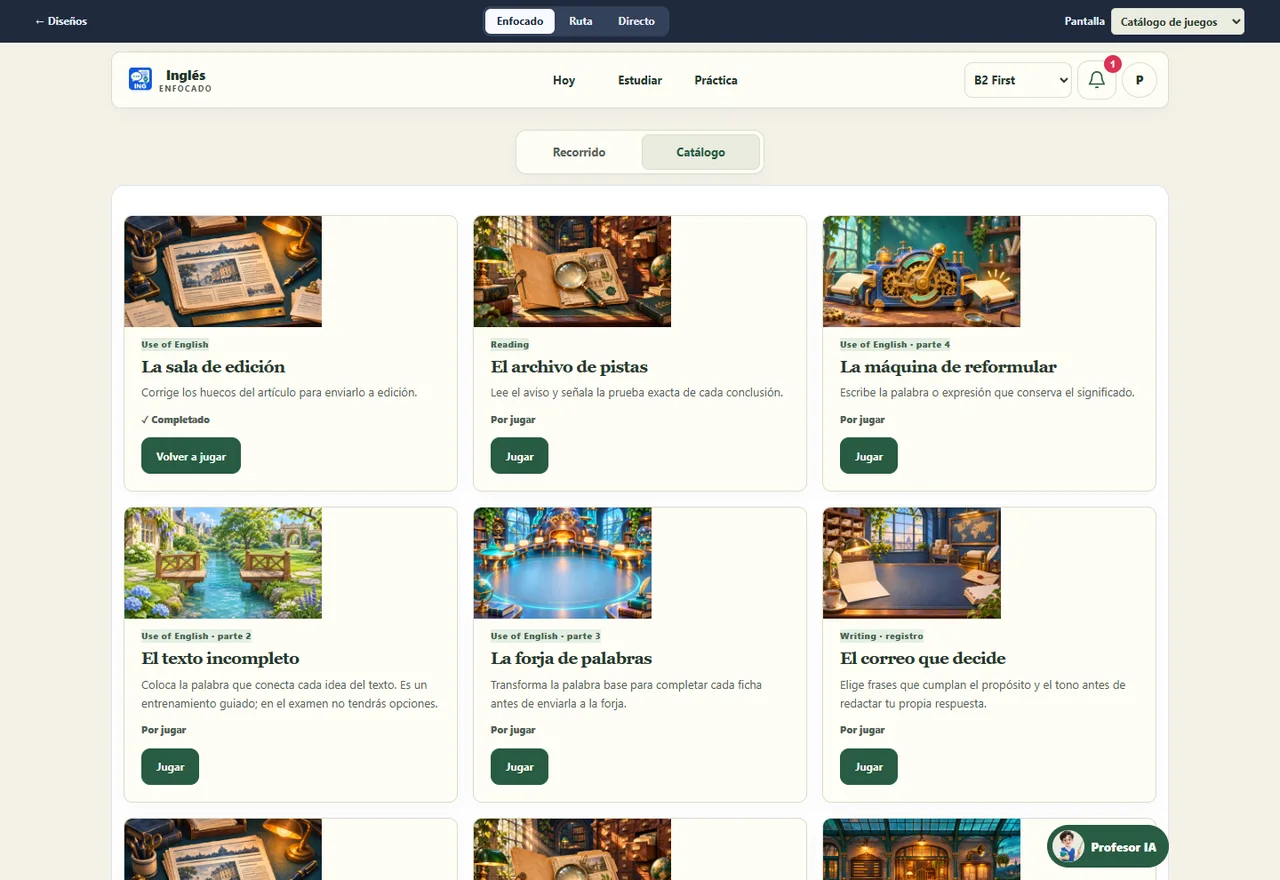 ← Diseños
Enfocado
Ruta
Directo
Pantalla
Catálogo de juegos
ING
Inglés
ENFOCADO
Hoy
Estudiar
Práctica
B2 First
1
P
Recorrido
Catálogo
Use of English
La sala de edición
Corrige los huecos del artículo para enviarlo a edición.
✓ Completado
Volver a jugar
Reading
El archivo de pistas
Lee el aviso y señala la prueba exacta de cada conclusión.
Por jugar
Jugar
Use of English · parte 4
La máquina de reformular
Escribe la palabra o expresión que conserva el significado.
Por jugar
Jugar
Use of English · parte 2
El texto incompleto
Coloca la palabra que conecta cada idea del texto. Es un
entrenamiento guiado; en el examen no tendrás opciones.
Por jugar
Jugar
Use of English · parte 3
La forja de palabras
Transforma la palabra base para completar cada ficha
antes de enviarla a la forja.
Por jugar
Jugar
Writing · registro
El correo que decide
Elige frases que cumplan el propósito y el tono antes de
redactar tu propia respuesta.
Por jugar
Jugar
Profesor IA